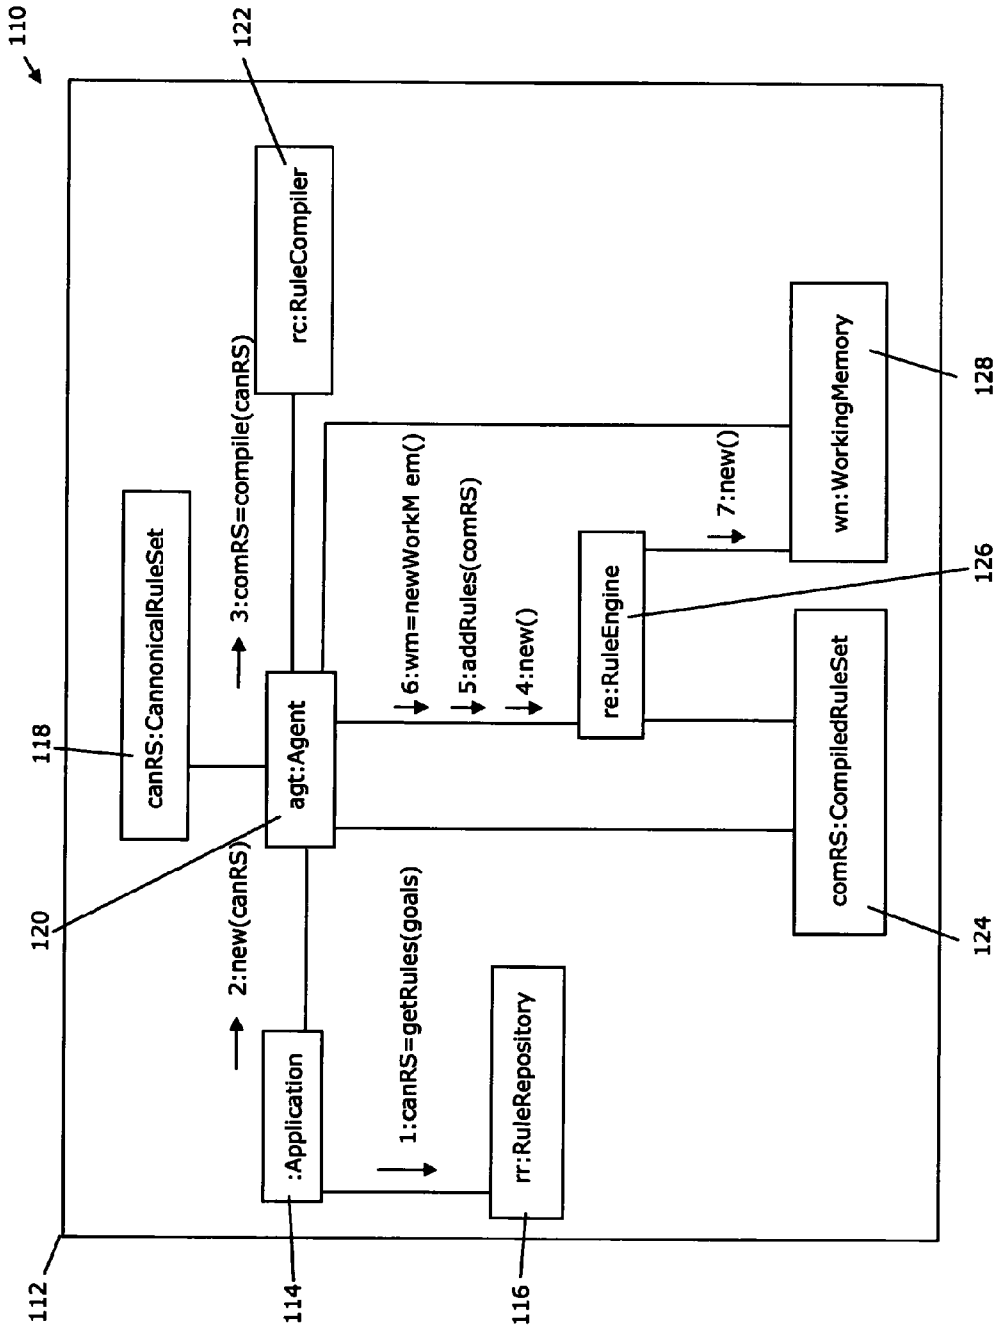 110
112
122
118
canRS:CannonicalRuleSet
3:comRS=compile(canRS)
rc:RuleCompiler
120
2:new(canRS)
agt:Agent
:Application
114
1:canRS=getRules(goals)
6:wm=newWorkM em()
5:addRules(comRS)
4:new()
rr:RuleRepository
116
re:RuleEngine
126
7:new()
comRS:CompiledRuleSet
124
wn:WorkingMemory
128